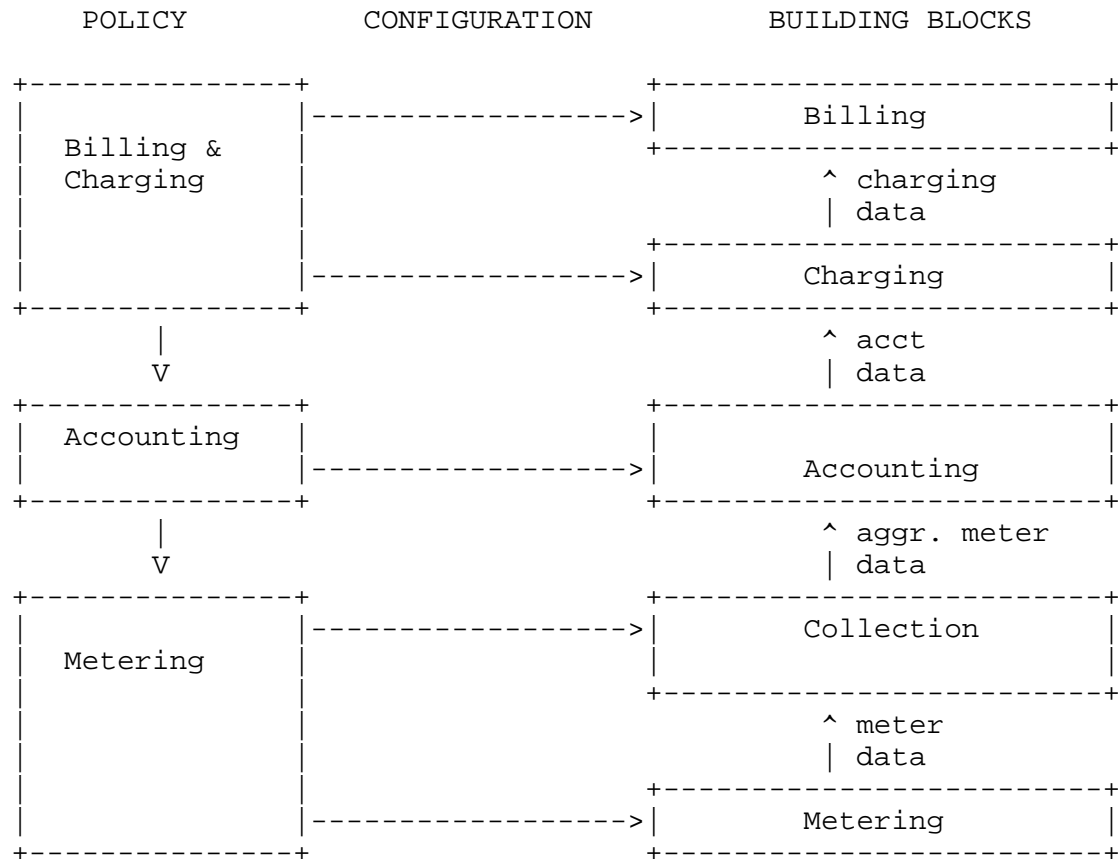 POLICY CONFIGURATION BUILDING BLOCKS
Billing
Billing &
Charging ^ charging
| data
Charging
| ^ acct
V | data
Accounting
Accounting
| ^ aggr. meter
V | data
Collection
Metering
^ meter
| data
Metering